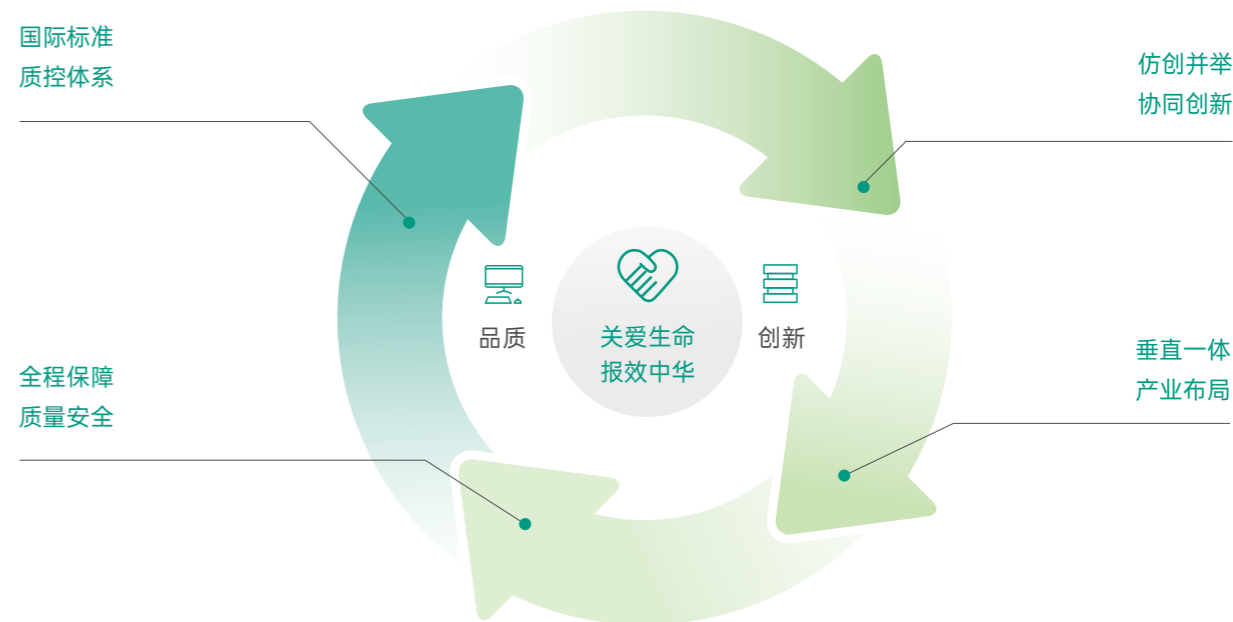 国际标准
质控体系
仿创并举
协同创新
品质
关爱生命
报效中华
创新
全程保障
质量安全
垂直一体
产业布局